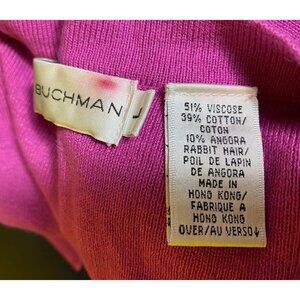 BUCHMAN
L
51% VISCOSE
39% COTTON/
COTON
10% ANGORA
RABBIT HAIR/
POIL DE LAPIN
DE ANGORA
MADE IN
HONG KONG/
FABRIQUE A
HONG KONG
OVER/AU VERSO